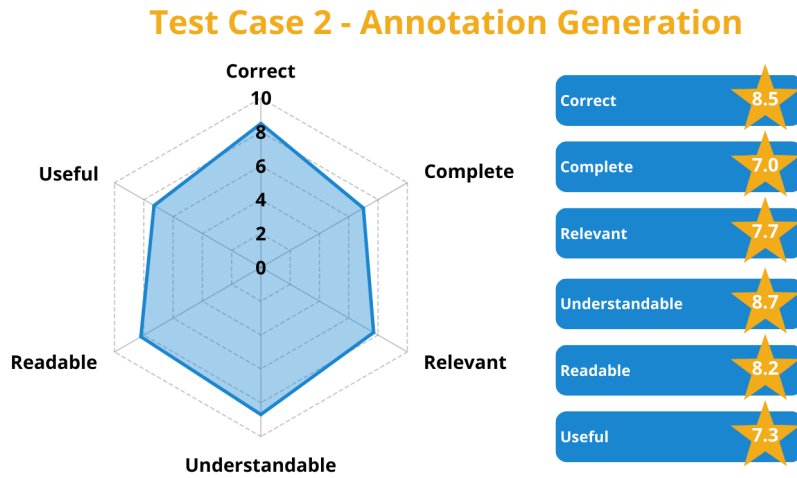 Test Case 2 - Annotation Generation
Correct
10
8
6
4
2
0
Useful
Complete
Readable
Relevant
Understandable
Correct 8.5
Complete 7.0
Relevant 7.7
Understandable 8.7
Readable 8.2
Useful 7.3